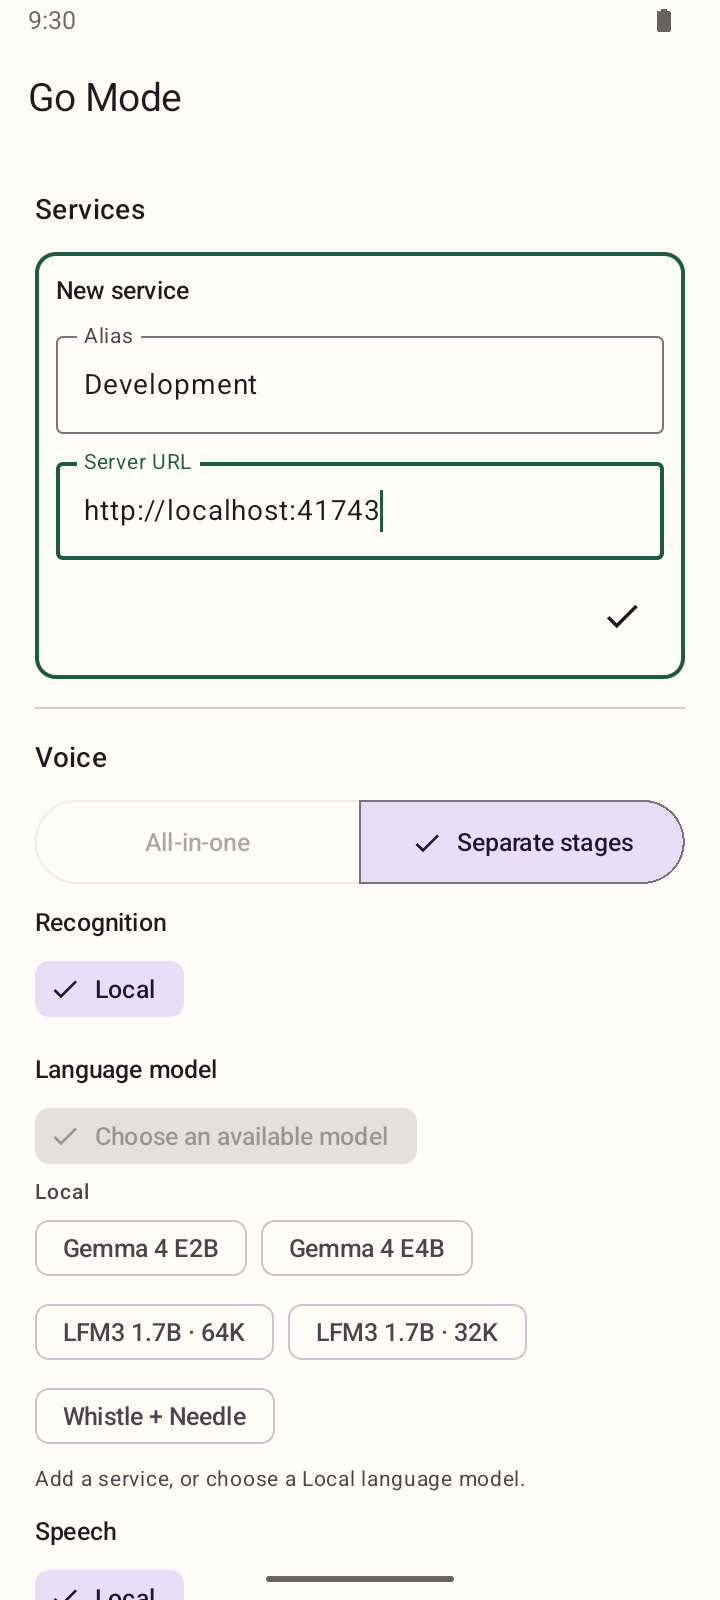 9:30
Go Mode
Services
New service
Alias
Development
Server URL
http://localhost:41743
Voice
All-in-one
Separate stages
Recognition
Local
Language model
Choose an available model
Local
Gemma 4 E2B
Gemma 4 E4B
LFM3 1.7B · 64K
LFM3 1.7B · 32K
Whistle + Needle
Add a service, or choose a Local language model.
Speech
Local